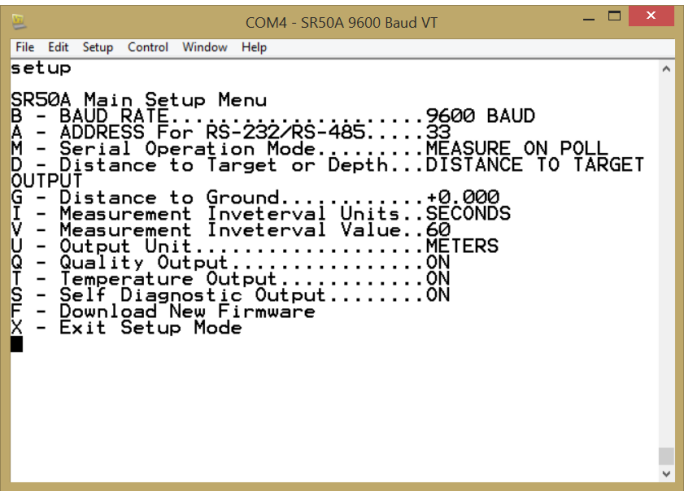 COM4 - SR50A 9600 Baud VT
File Edit Setup Control Window Help
setup
SR50A Main Setup Menu
B - BAUD RATE.....................9600 BAUD
A - ADDRESS For RS-232/RS-485.....33
M - Serial Operation Mode.........MEASURE ON POLL
D - Distance to Target or Depth...DISTANCE TO TARGET
OUTPUT
G - Distance to Ground............+0.000
I - Measurement Inveterval Units..SECONDS
V - Measurement Inveterval Value..60
U - Output Unit...................METERS
Q - Quality Output................ON
T - Temperature Output............ON
S - Self Diagnostic Output........ON
F - Download New Firmware
X - Exit Setup Mode